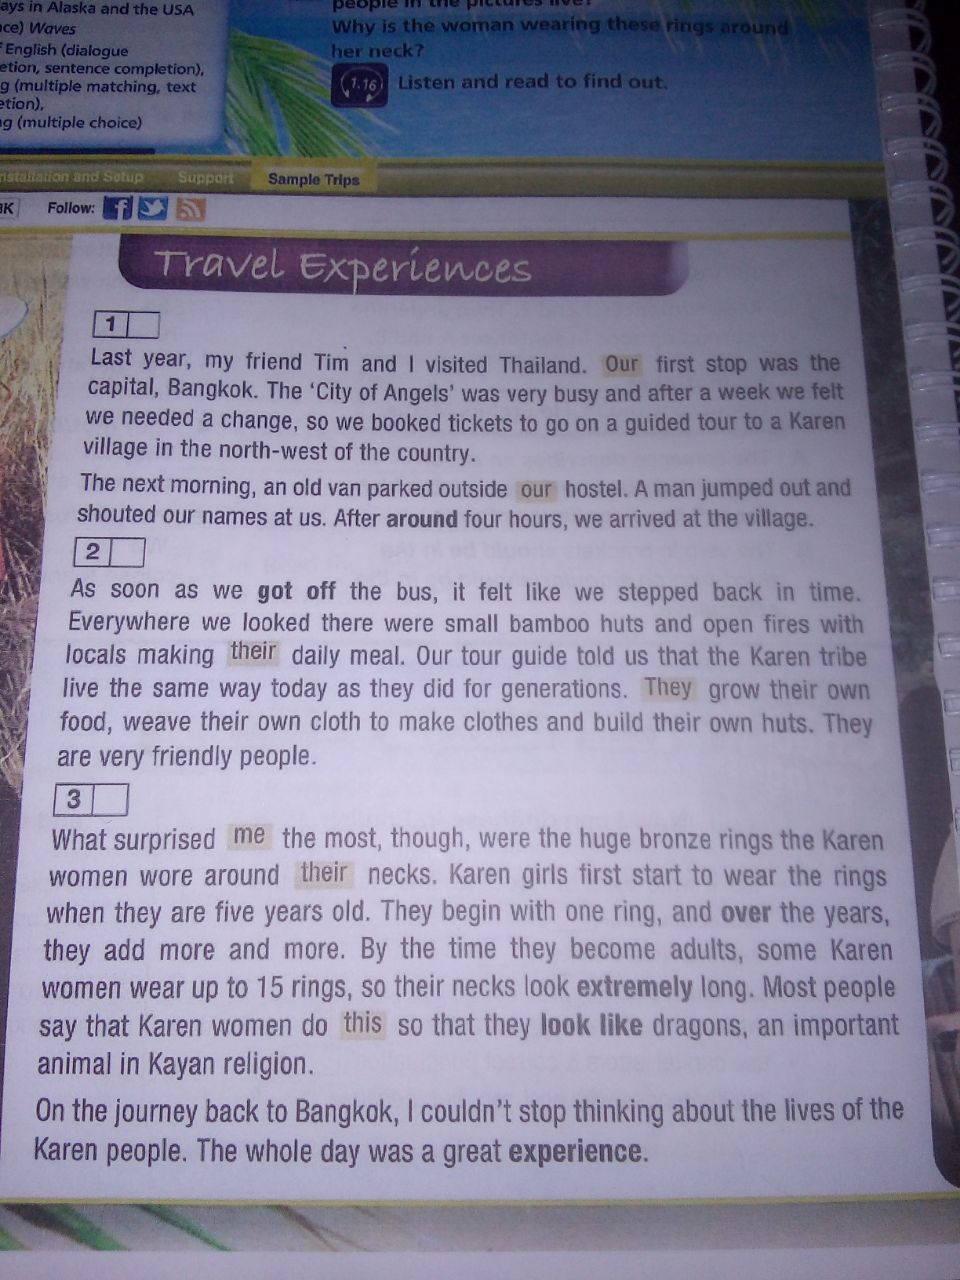 ays in Alaska and the USA
ce) Waves
English (dialogue
etion, sentence completion),
g (multiple matching, text
etion),
g (multiple choice)
people in the pictures live?
Why is the woman wearing these rings around
her neck?
1.16 Listen and read to find out.
nstallation and Setup Support Sample Trips
8K Follow:
Travel Experiences
1
Last year, my friend Tim and I visited Thailand. Our first stop was the
capital, Bangkok. The ‘City of Angels’ was very busy and after a week we felt
we needed a change, so we booked tickets to go on a guided tour to a Karen
village in the north-west of the country.
The next morning, an old van parked outside our hostel. A man jumped out and
shouted our names at us. After around four hours, we arrived at the village.
2
As soon as we got off the bus, it felt like we stepped back in time.
Everywhere we looked there were small bamboo huts and open fires with
locals making their daily meal. Our tour guide told us that the Karen tribe
live the same way today as they did for generations. They grow their own
food, weave their own cloth to make clothes and build their own huts. They
are very friendly people.
3
What surprised me the most, though, were the huge bronze rings the Karen
women wore around their necks. Karen girls first start to wear the rings
when they are five years old. They begin with one ring, and over the years,
they add more and more. By the time they become adults, some Karen
women wear up to 15 rings, so their necks look extremely long. Most people
say that Karen women do this so that they look like dragons, an important
animal in Kayan religion.
On the journey back to Bangkok, I couldn’t stop thinking about the lives of the
Karen people. The whole day was a great experience.